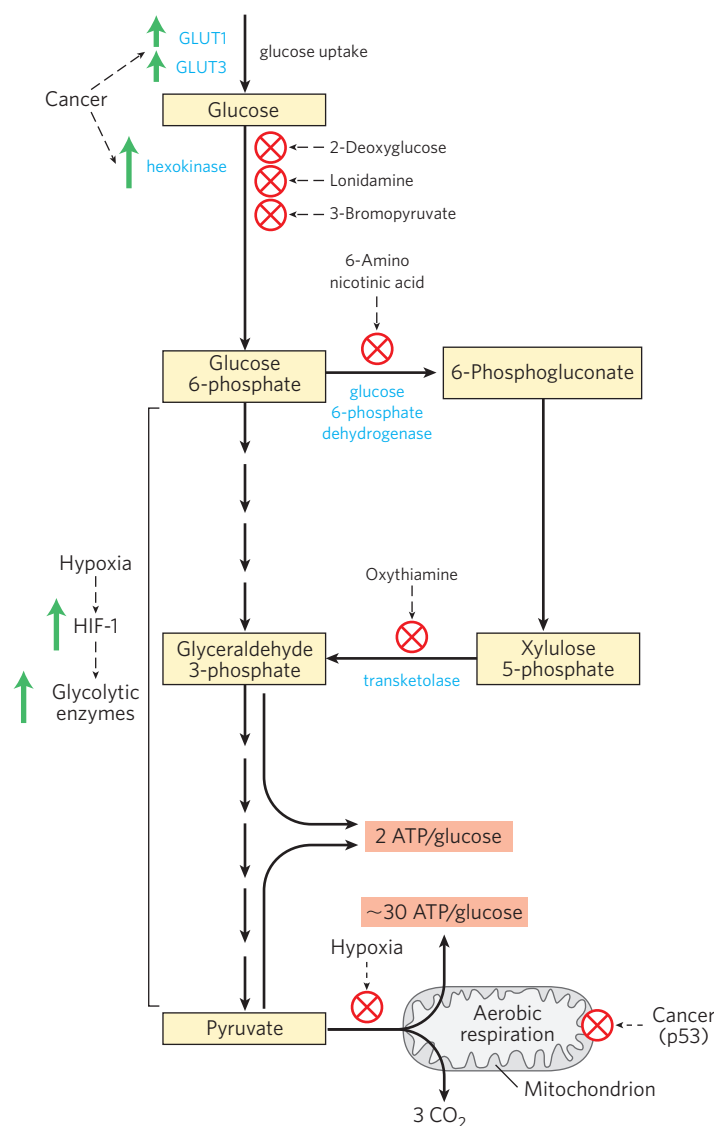 GLUT1
GLUT3
glucose uptake
Cancer
Glucose
hexokinase
2-Deoxyglucose
Lonidamine
3-Bromopyruvate
6-Amino
nicotinic acid
Glucose
6-phosphate
6-Phosphogluconate
glucose
6-phosphate
dehydrogenase
Hypoxia
HIF-1
Glycolytic
enzymes
Oxythiamine
Glyceraldehyde
3-phosphate
Xylulose
5-phosphate
transketolase
2 ATP/glucose
~30 ATP/glucose
Hypoxia
Pyruvate
Aerobic
respiration
Cancer
(p53)
Mitochondrion
3 CO₂